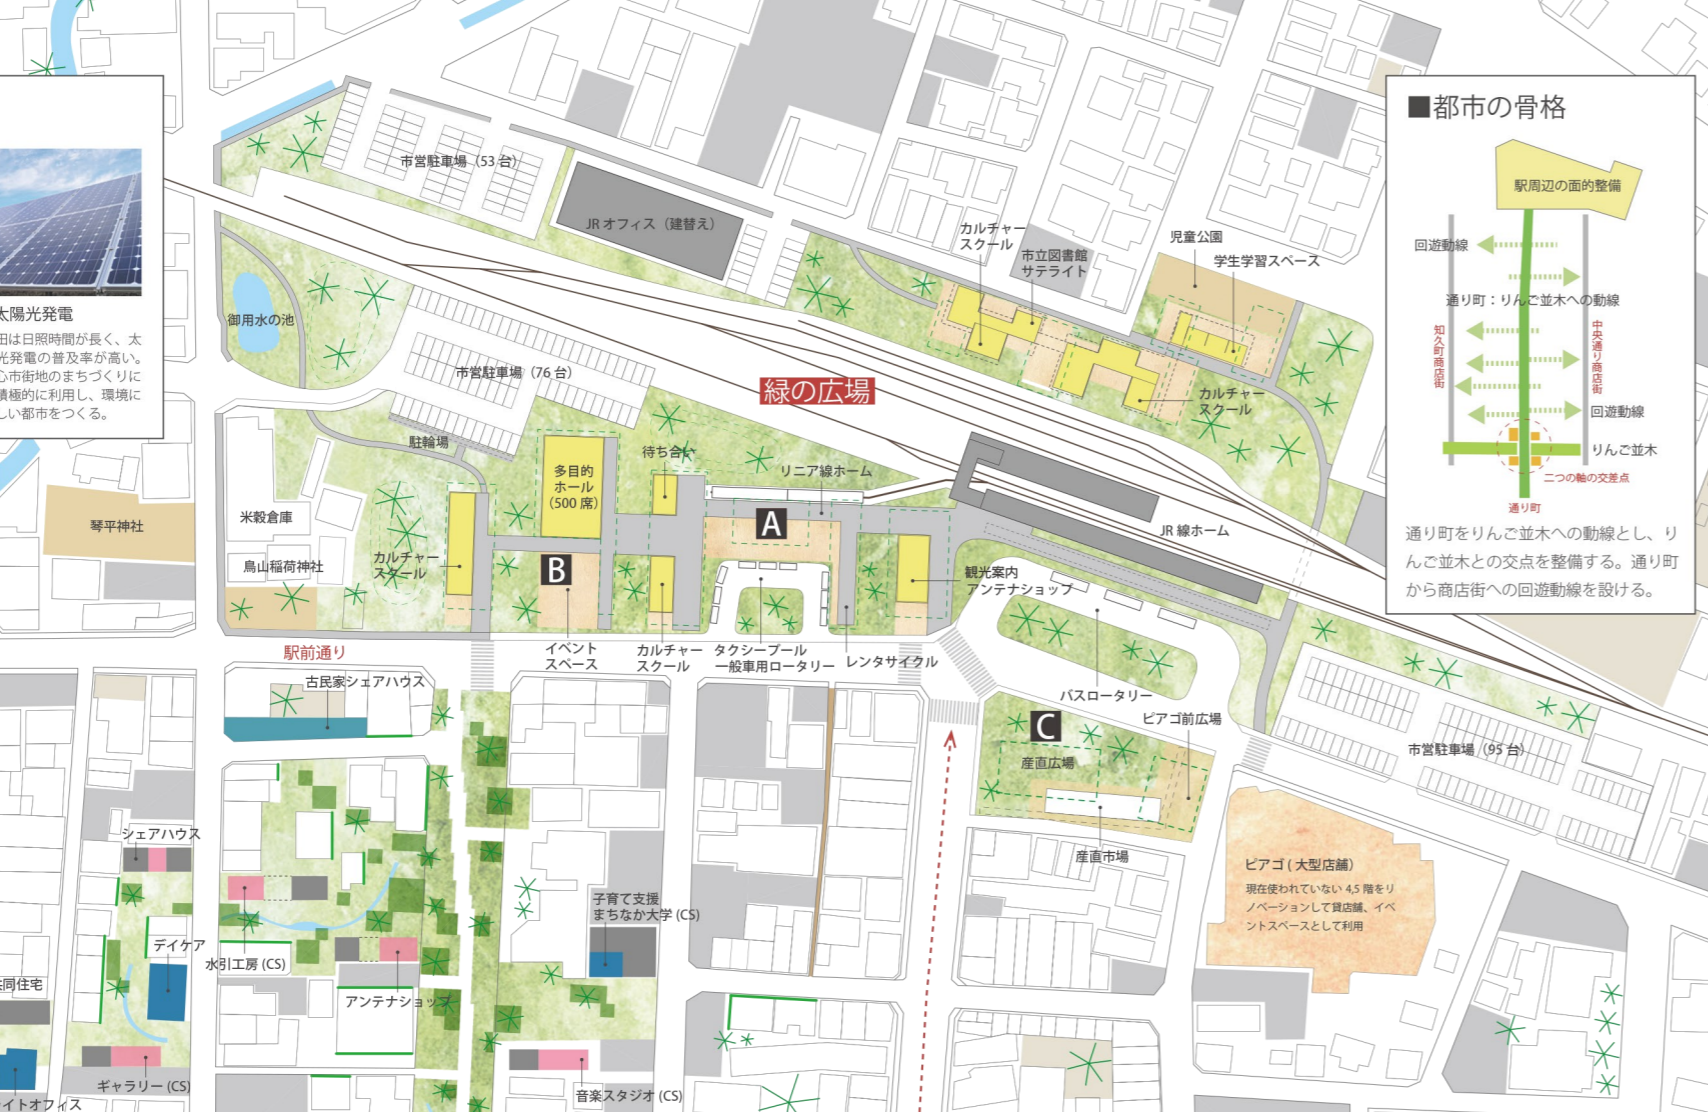 太陽光発電
田は日照時間が長く、太
光発電の普及率が高い。
心市街地のまちづくりに
積極的に利用し、環境に
しい都市をつくる。
市営駐車場（53台）
JRオフィス（建替え）
カルチャー
スクール
市立図書館
サテライト
児童公園
学生学習スペース
御用水の池
市営駐車場（76台）
緑の広場
カルチャー
スクール
駐輪場
多目的
ホール
（500席）
待ち合い
リニア線ホーム
A
JR線ホーム
米穀倉庫
琴平神社
烏山稲荷神社
カルチャー
スクール
B
観光案内
アンテナショップ
駅前通り
イベント
スペース
カルチャー
スクール
タクシープール
一般車用ロータリー
レンタサイクル
古民家シェアハウス
バスロータリー
C
ピアゴ前広場
産直広場
市営駐車場（95台）
産直市場
シェアハウス
ピアゴ ( 大型店舗）
現在使われていない 4,5 階をリ
ノベーションして貸店舗、イベ
ントスペースとして利用
子育て支援
まちなか大学 (CS)
デイケア
水引工房 (CS)
共同住宅
アンテナショップ
ギャラリー (CS)
音楽スタジオ (CS)
イトオフィス
■都市の骨格
駅周辺の面的整備
回遊動線
通り町：りんご並木への動線
知久町商店街
中央通り商店街
回遊動線
りんご並木
二つの軸の交差点
通り町
通り町をりんご並木への動線とし、り
んご並木との交点を整備する。通り町
から商店街への回遊動線を設ける。